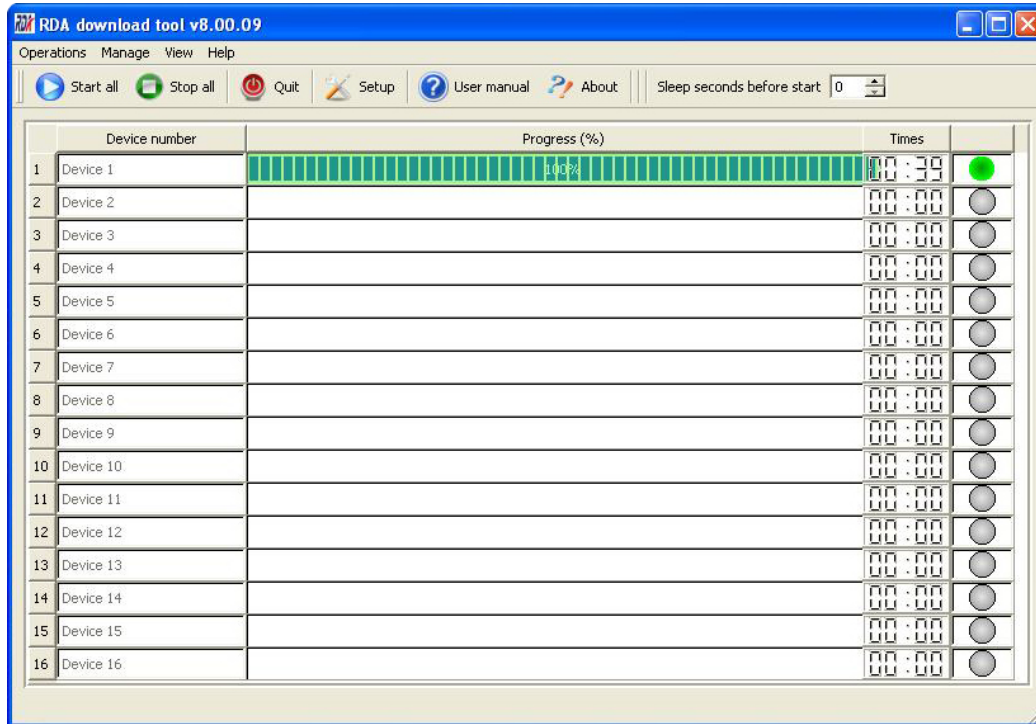 RDA RDA download tool v8.00.09
Operations Manage View Help
Start all Stop all Quit Setup User manual About Sleep seconds before start 0
Device number Progress (%) Times
1 Device 1 100% 00:39
2 Device 2 00:00
3 Device 3 00:00
4 Device 4 00:00
5 Device 5 00:00
6 Device 6 00:00
7 Device 7 00:00
8 Device 8 00:00
9 Device 9 00:00
10 Device 10 00:00
11 Device 11 00:00
12 Device 12 00:00
13 Device 13 00:00
14 Device 14 00:00
15 Device 15 00:00
16 Device 16 00:00